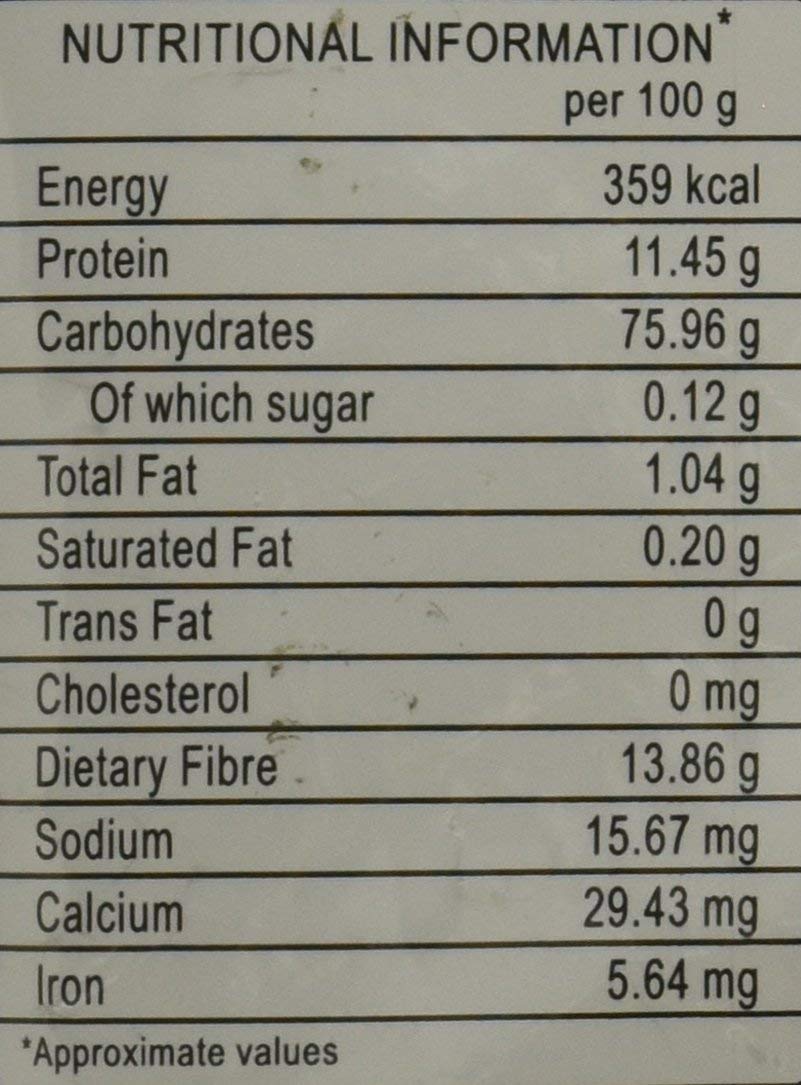 NUTRITIONAL INFORMATION*
per 100 g
Energy 359 kcal
Protein 11.45 g
Carbohydrates 75.96 g
Of which sugar 0.12 g
Total Fat 1.04 g
Saturated Fat 0.20 g
Trans Fat 0 g
Cholesterol 0 mg
Dietary Fibre 13.86 g
Sodium 15.67 mg
Calcium 29.43 mg
Iron 5.64 mg
*Approximate values